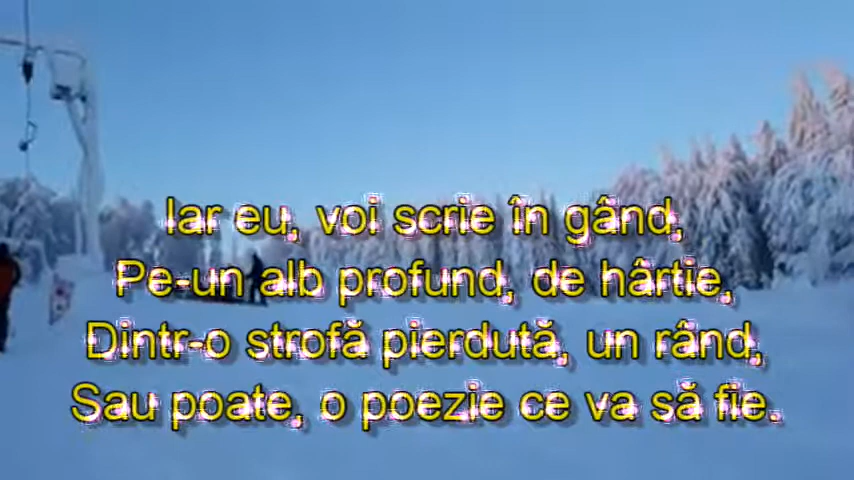 Iar eu, voi scrie în gând,
Pe-un alb profund, de hârtie,
Dintr-o strofă pierdută, un rând,
Sau poate, o poezie ce va să fie.